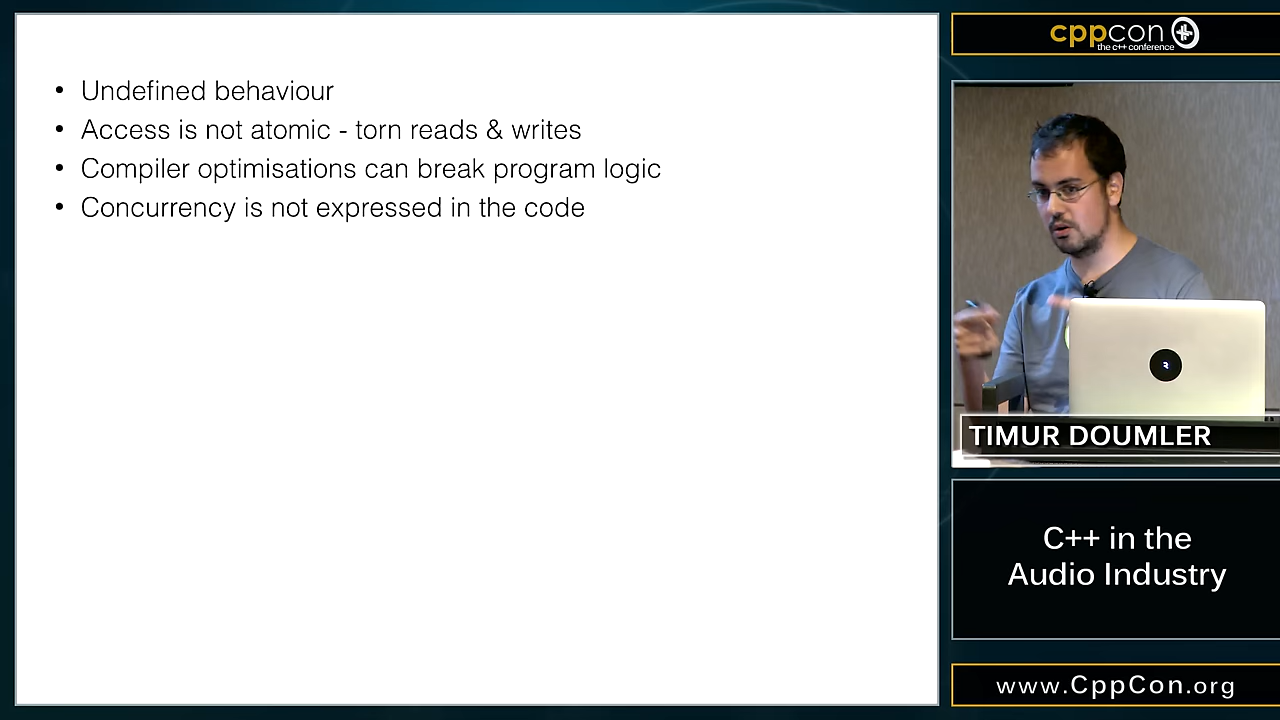 • Undefined behaviour
• Access is not atomic - torn reads & writes
• Compiler optimisations can break program logic
• Concurrency is not expressed in the code
cppcon
the c++ conference
TIMUR DOUMLER
C++ in the
Audio Industry
www.CppCon.org